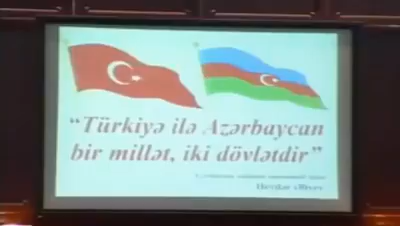 “Türkiyə ilə Azərbaycan
bir millət, iki dövlətdir”
Heydər Əliyev